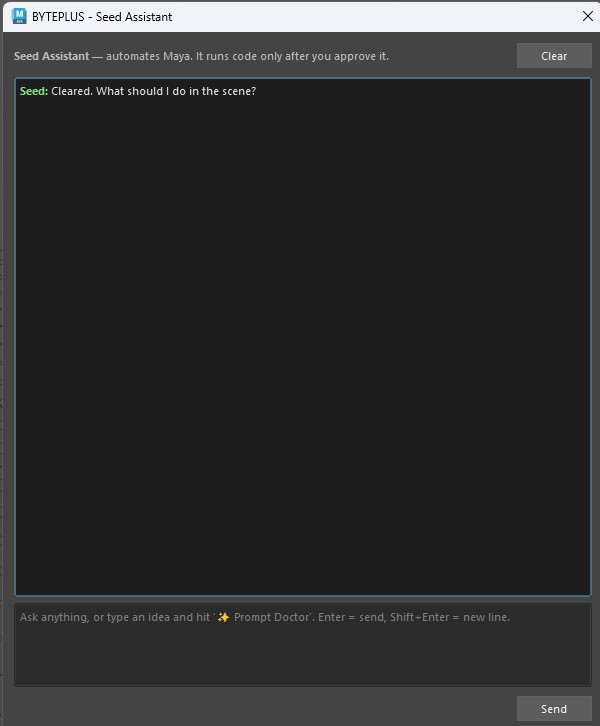 BYTEPLUS - Seed Assistant
Seed Assistant — automates Maya. It runs code only after you approve it.
Clear
Seed: Cleared. What should I do in the scene?
Ask anything, or type an idea and hit '✨ Prompt Doctor'. Enter = send, Shift+Enter = new line.
Send